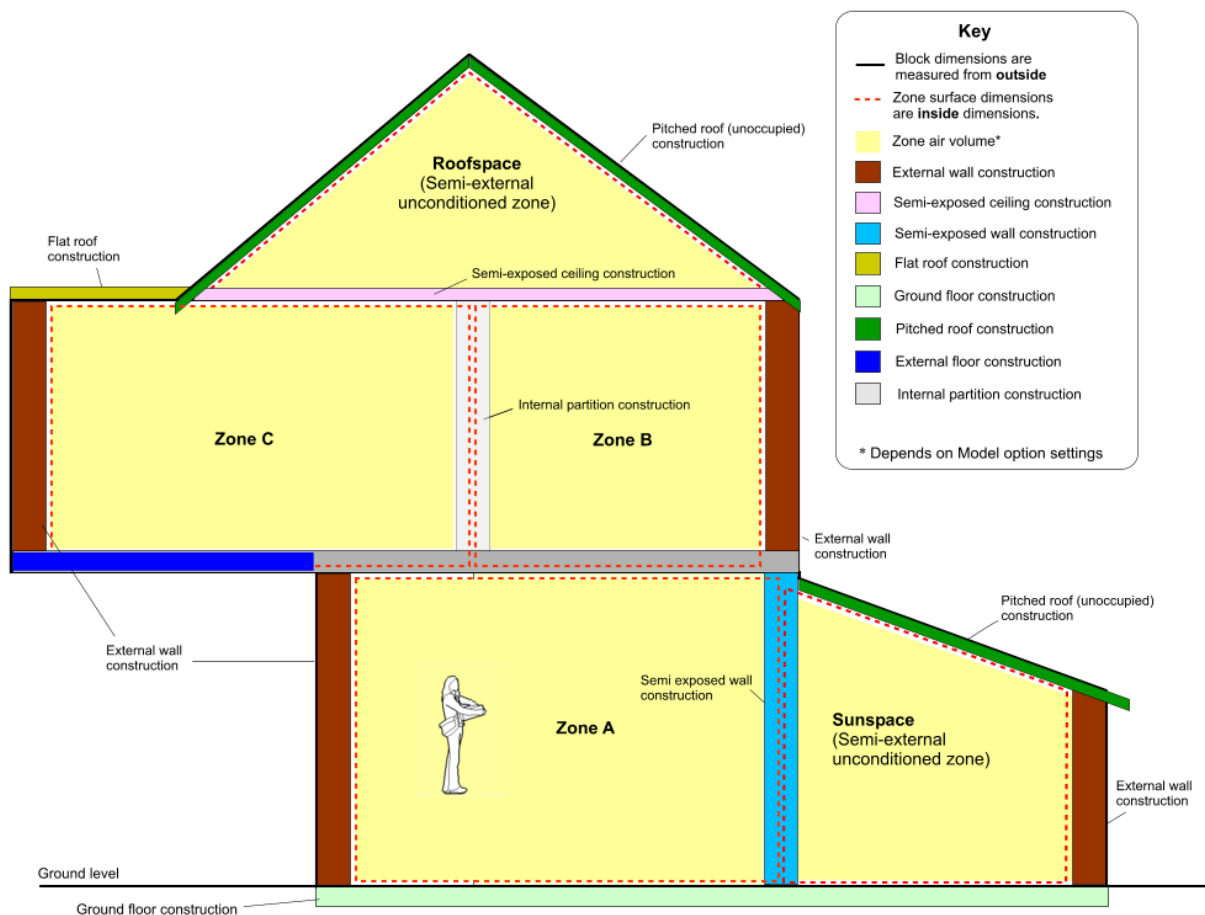 Key
Block dimensions are
measured from outside
Zone surface dimensions
are inside dimensions.
Zone air volume*
External wall construction
Semi-exposed ceiling construction
Semi-exposed wall construction
Flat roof construction
Ground floor construction
Pitched roof construction
External floor construction
Internal partition construction
* Depends on Model option settings
Pitched roof (unoccupied)
construction
Roofspace
(Semi-external
unconditioned zone)
Flat roof
construction
Semi-exposed ceiling construction
Internal partition construction
Zone C
Zone B
External wall
construction
Pitched roof (unoccupied)
construction
External wall
construction
Semi exposed wall
construction
Zone A
Sunspace
(Semi-external
unconditioned zone)
External wall
construction
Ground level
Ground floor construction